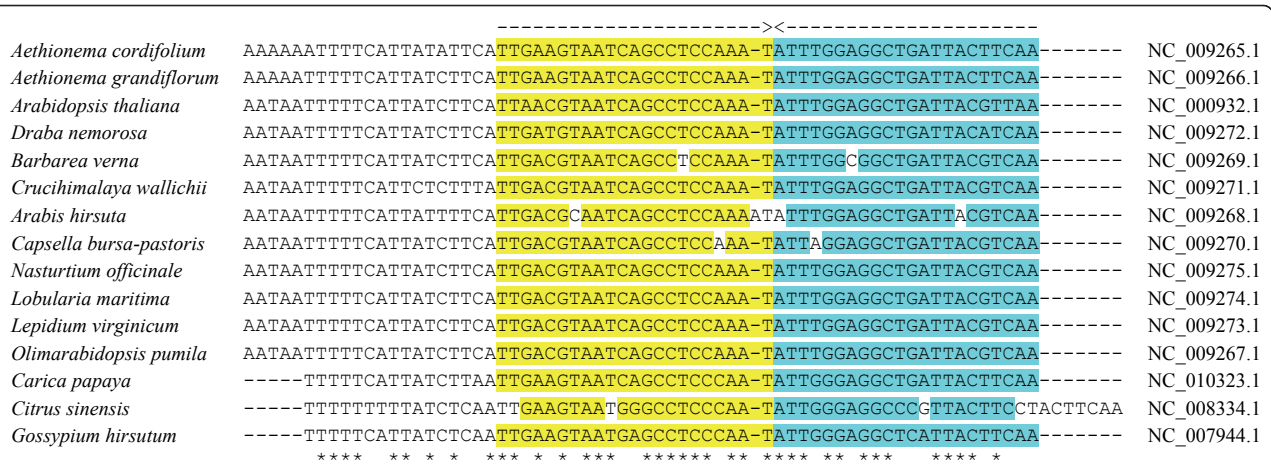 ----------------------><---------------------
Aethionema cordifolium AAAAAATTTTCATTATATTCATTGAAGTAATCAGCCTCCAAA-TATTTGGAGGCTGATTACTTCAA------- NC_009265.1
Aethionema grandiflorum AAAAATTTTTCATTATCTTCATTGAAGTAATCAGCCTCCAAA-TATTTGGAGGCTGATTACTTCAA------- NC_009266.1
Arabidopsis thaliana AATAATTTTTCATTATCTTCATTAACGTAATCAGCCTCCAAA-TATTTGGAGGCTGATTACGTTAA------- NC_000932.1
Draba nemorosa AATAATTTTTCATTATCTTCATTGATGTAATCAGCCTCCAAA-TATTTGGAGGCTGATTACATCAA------- NC_009272.1
Barbarea verna AATAATTTTTCATTATCTTCATTGACGTAATCAGCCTCCAAA-TATTTGGCGGCTGATTACGTCAA------- NC_009269.1
Crucihimalaya wallichii AATAATTTTTCATTCTCTTTATTGACGTAATCAGCCTCCAAA-TATTTGGAGGCTGATTACGTCAA------- NC_009271.1
Arabis hirsuta AATAATTTTTCATTATTTTCATTGACGCAATCAGCCTCCAAAATATTTGGAGGCTGATTACGTCAA------- NC_009268.1
Capsella bursa-pastoris AATAATTTTTCATTATCTTCATTGACGTAATCAGCCTCCAAA-TATTAGGAGGCTGATTACGTCAA------- NC_009270.1
Nasturtium officinale AATAATTTTTCATTATCTTCATTGACGTAATCAGCCTCCAAA-TATTTGGAGGCTGATTACGTCAA------- NC_009275.1
Lobularia maritima AATAATTTTTCATTATCTTCATTGACGTAATCAGCCTCCAAA-TATTTGGAGGCTGATTACGTCAA------- NC_009274.1
Lepidium virginicum AATAATTTTTCATTATCTTCATTGACGTAATCAGCCTCCAAA-TATTTGGAGGCTGATTACGTCAA------- NC_009273.1
Olimarabidopsis pumila AATAATTTTTCATTATCTTCATTGACGTAATCAGCCTCCAAA-TATTTGGAGGCTGATTACGTCAA------- NC_009267.1
Carica papaya -----TTTTTCATTATCTTAATTGAAGTAATCAGCCTCCCAA-TATTGGGAGGCTGATTACTTCAA------- NC_010323.1
Citrus sinensis -----TTTTTTTTTATCTCAATTGAAGTAATGGGCCTCCCAA-TATTGGGAGGCCCGTTACTTCCTACTTCAA NC_008334.1
Gossypium hirsutum -----TTTTTCATTATCTCAATTGAAGTAATGAGCCTCCCAA-TATTGGGAGGCTCATTACTTCAA------- NC_007944.1
****  ** * *  *** * * ***  ****** ** **** ** ***   **** *